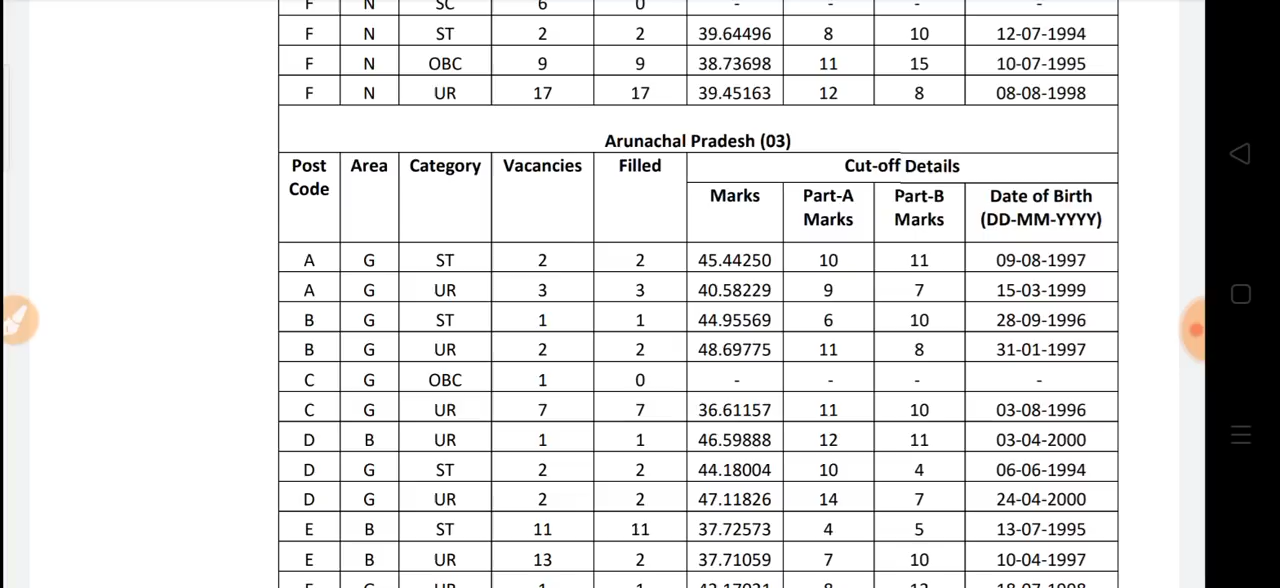 F N SC 6 0 - - - -
F N ST 2 2 39.64496 8 10 12-07-1994
F N OBC 9 9 38.73698 11 15 10-07-1995
F N UR 17 17 39.45163 12 8 08-08-1998
Arunachal Pradesh (03)
Post Code Area Category Vacancies Filled Cut-off Details
Marks Part-A Marks Part-B Marks Date of Birth (DD-MM-YYYY)
A G ST 2 2 45.44250 10 11 09-08-1997
A G UR 3 3 40.58229 9 7 15-03-1999
B G ST 1 1 44.95569 6 10 28-09-1996
B G UR 2 2 48.69775 11 8 31-01-1997
C G OBC 1 0 - - - -
C G UR 7 7 36.61157 11 10 03-08-1996
D B UR 1 1 46.59888 12 11 03-04-2000
D G ST 2 2 44.18004 10 4 06-06-1994
D G UR 2 2 47.11826 14 7 24-04-2000
E B ST 11 11 37.72573 4 5 13-07-1995
E B UR 13 2 37.71059 7 10 10-04-1997